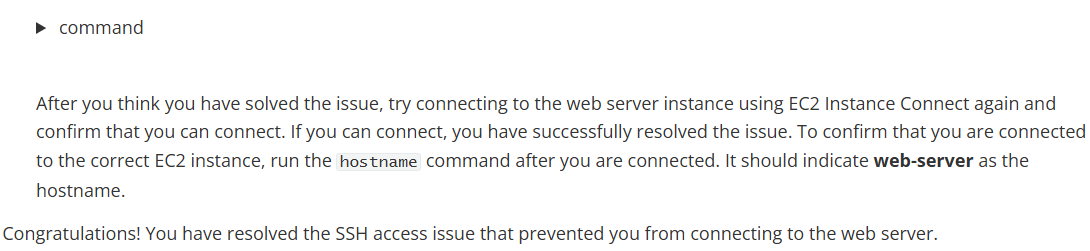 command
After you think you have solved the issue, try connecting to the web server instance using EC2 Instance Connect again and
confirm that you can connect. If you can connect, you have successfully resolved the issue. To confirm that you are connected
to the correct EC2 instance, run the hostname command after you are connected. It should indicate web-server as the
hostname.
Congratulations! You have resolved the SSH access issue that prevented you from connecting to the web server.